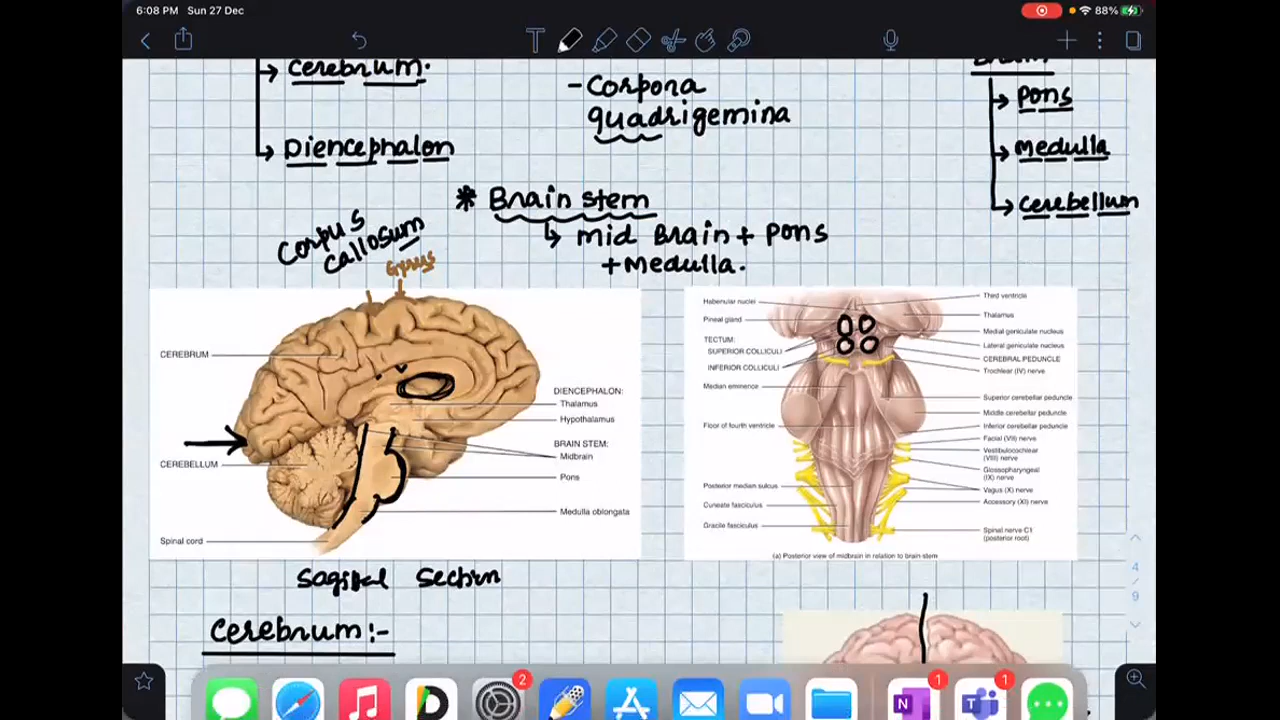 6:08 PM Sun 27 Dec
88%
Cerebrum.
Diencephalon
- Corpora
quadrigemina
Pons
Medulla
Cerebellum
* Brain stem
Mid Brain + Pons
+ Medulla.
Corpus
callosum
Gyrus
CEREBRUM
CEREBELLUM
Spinal cord
DIENCEPHALON:
Thalamus
Hypothalamus
BRAIN STEM:
Midbrain
Pons
Medulla oblongata
Habenular nuclei
Pineal gland
TECTUM:
SUPERIOR COLLICULI
INFERIOR COLLICULI
Median eminence
Floor of fourth ventricle
Posterior median sulcus
Cuneate fasciculus
Gracile fasciculus
Third ventricle
Thalamus
Medial geniculate nucleus
Lateral geniculate nucleus
CEREBRAL PEDUNCLE
Trochlear (IV) nerve
Superior cerebellar peduncle
Middle cerebellar peduncle
Inferior cerebellar peduncle
Facial (VII) nerve
Vestibulocochlear
(VIII) nerve
Glossopharyngeal
(IX) nerve
Vagus (X) nerve
Accessory (XI) nerve
Spinal nerve C1
(posterior root)
(a) Posterior view of midbrain in relation to brain stem
Section
Cerebrum :-
4
/
9
2
1
1